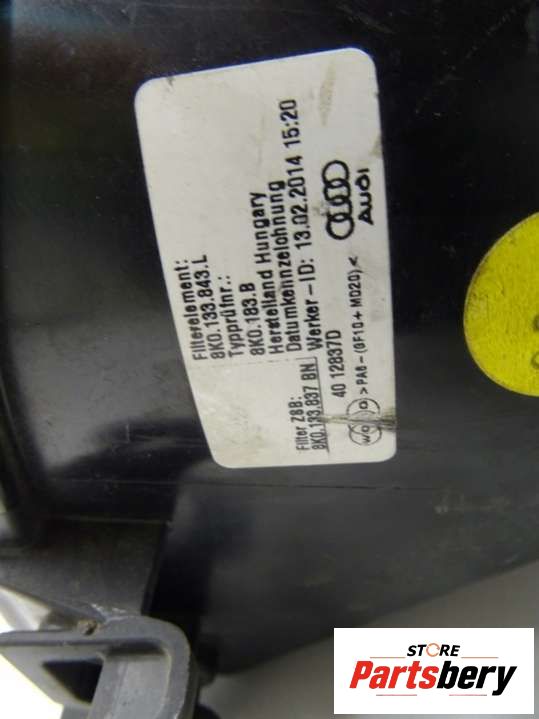 Filterelement:
8K0.133.843.L
Typprüfnr.:
8K0.183.B
Herstelland Hungary
Datumkennzeichnung
Werker-ID: 13.02.2014 15:20
Filter ZSB:
8K0.133.837 BN
40 12837D
>PA6-(GF10+MD20)<
AUDI
STORE
Partsbery